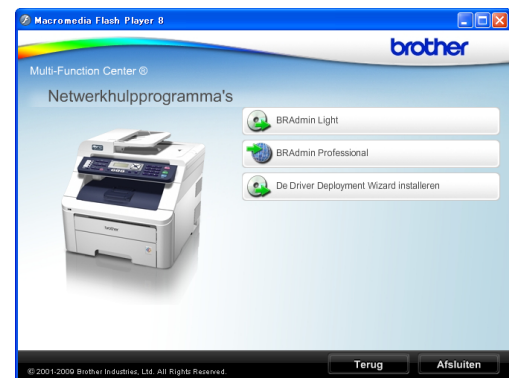 Macromedia Flash Player 8
brother
Multi-Function Center ®
Netwerkhulpprogramma's
BRAdmin Light
BRAdmin Professional
De Driver Deployment Wizard installeren
brother
© 2001-2009 Brother Industries, Ltd. All Rights Reserved.
Terug
Afsluiten